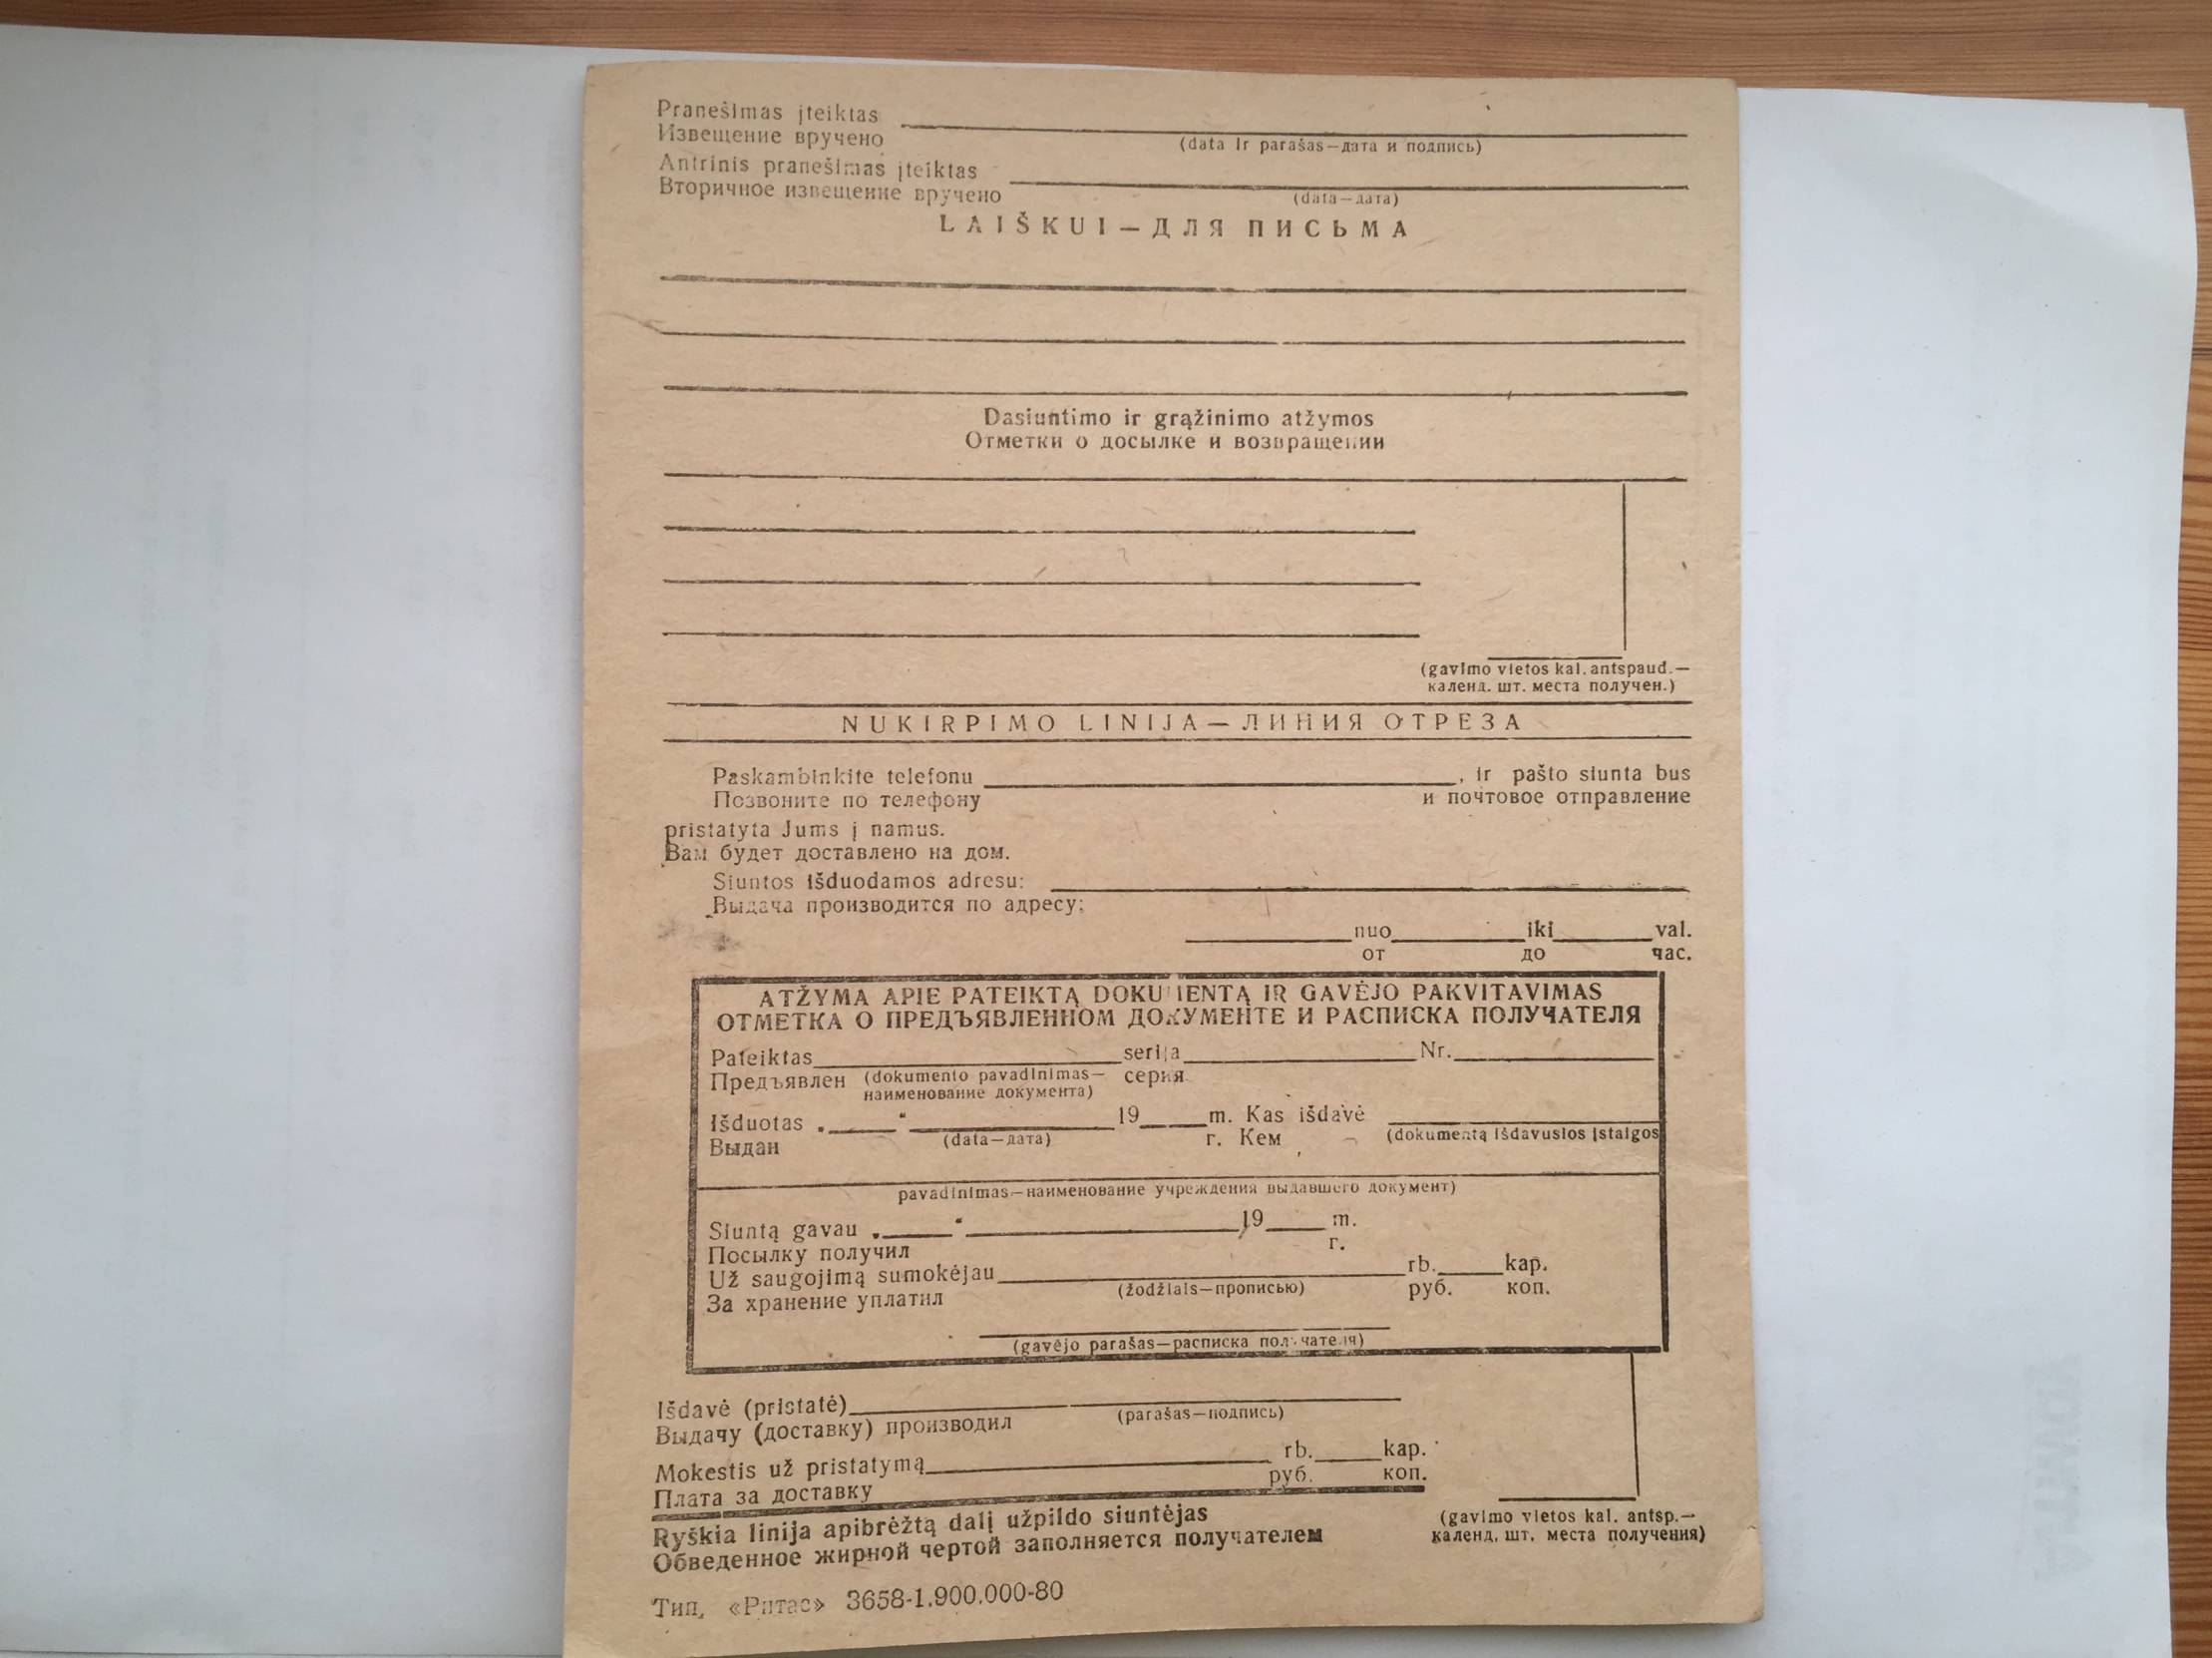 Pranešimas įteiktas
Извещение вручено
(data ir parašas—дата и подпись)
Antrinis pranešimas įteiktas
Вторичное извещение вручено
(data—дата)
LAIŠKUI — ДЛЯ ПИСЬМА
Dasiuntimo ir grąžinimo atžymos
Отметки о досылке и возвращении
(gavimo vietos kal. antspaud.—
календ. шт. места получен.)
NUKIRPIMO LINIJA — ЛИНИЯ ОТРЕЗА
Paskambinkite telefonu , ir pašto siunta bus
Позвоните по телефону и почтовое отправление
pristatyta Jums į namus.
Вам будет доставлено на дом.
Siuntos išduodamos adresu:
Выдача производится по адресу:
nuo iki val.
от до час.
ATŽYMA APIE PATEIKTĄ DOKUMENTĄ IR GAVĖJO PAKVITAVIMAS
ОТМЕТКА О ПРЕДЪЯВЛЕННОМ ДОКУМЕНТЕ И РАСПИСКА ПОЛУЧАТЕЛЯ
Pateiktas serija Nr.
Предъявлен (dokumento pavadinimas— серия
наименование документа)
Išduotas „ “ 19 m. Kas išdavė
Выдан (data—дата) г. Кем (dokumentą išdavusios įstaigos
pavadinimas—наименование учреждения выдавшего документ)
Siuntą gavau „ “ 19 m.
Посылку получил г.
Už saugojimą sumokėjau rb. kap.
За хранение уплатил (žodžiais—прописью) руб. коп.
(gavėjo parašas—расписка получателя)
Išdavė (pristatė)
Выдачу (доставку) производил (parašas—подпись)
Mokestis už pristatymą rb. kap.
Плата за доставку руб. коп.
Ryškia linija apibrėžtą dalį užpildo siuntėjas
Обведенное жирной чертой заполняется получателем
(gavimo vietos kal. antsp.—
календ. шт. места получения)
Тип. «Ритас» 3658-1.900.000-80